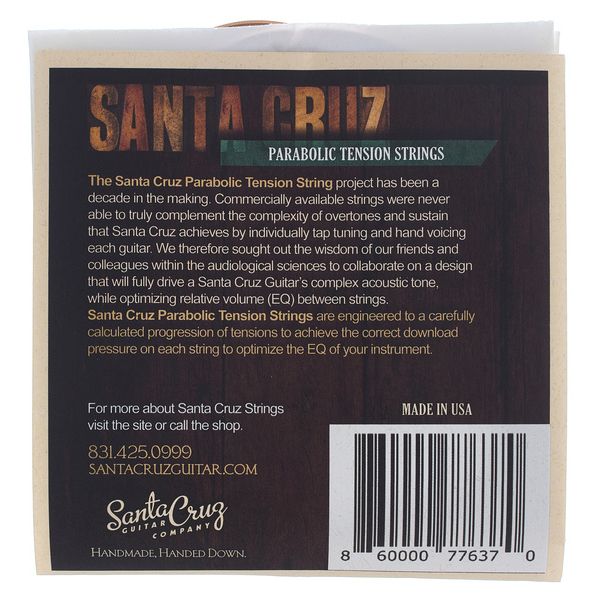 SANTA CRUZ
PARABOLIC TENSION STRINGS
The Santa Cruz Parabolic Tension String project has been a
decade in the making. Commercially available strings were never
able to truly complement the complexity of overtones and sustain
that Santa Cruz achieves by individually tap tuning and hand voicing
each guitar. We therefore sought out the wisdom of our friends and
colleagues within the audiological sciences to collaborate on a design
that will fully drive a Santa Cruz Guitar's complex acoustic tone,
while optimizing relative volume (EQ) between strings.
Santa Cruz Parabolic Tension Strings are engineered to a carefully
calculated progression of tensions to achieve the correct download
pressure on each string to optimize the EQ of your instrument.
For more about Santa Cruz Strings
visit the site or call the shop.
MADE IN USA
831.425.0999
SANTACRUZGUITAR.COM
Santa Cruz
GUITAR
COMPANY
HANDMADE, HANDED DOWN.
8 60000 77637 0